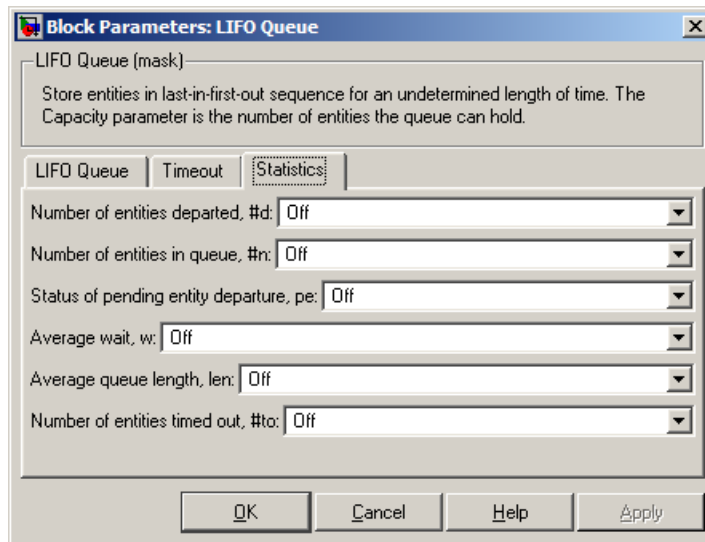 Block Parameters: LIFO Queue
LIFO Queue (mask)
Store entities in last-in-first-out sequence for an undetermined length of time. The
Capacity parameter is the number of entities the queue can hold.
LIFO Queue Timeout Statistics
Number of entities departed, #d: Off
Number of entities in queue, #n: Off
Status of pending entity departure, pe: Off
Average wait, w: Off
Average queue length, len: Off
Number of entities timed out, #to: Off
OK Cancel Help Apply